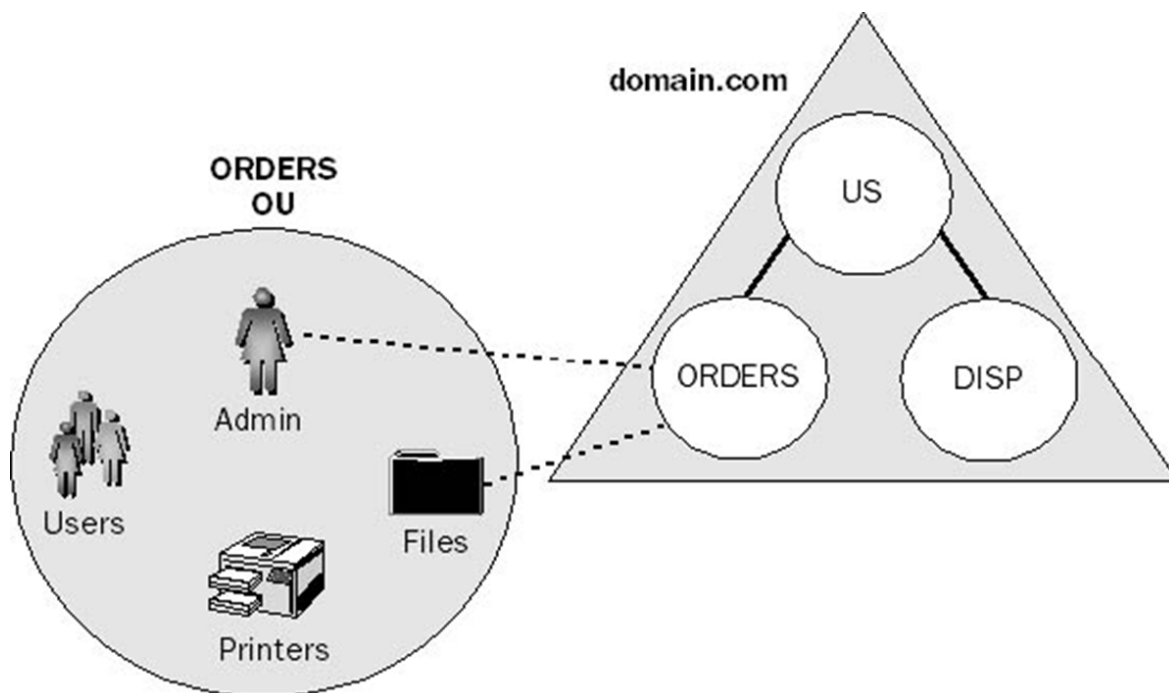 domain.com
US
ORDERS
DISP
ORDERS
OU
Admin
Users
Files
Printers